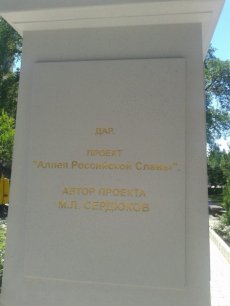 ДАР.
ПРОЕКТ
"Аллея Российской Славы".
АВТОР ПРОЕКТА
М.Л. СЕРДЮКОВ